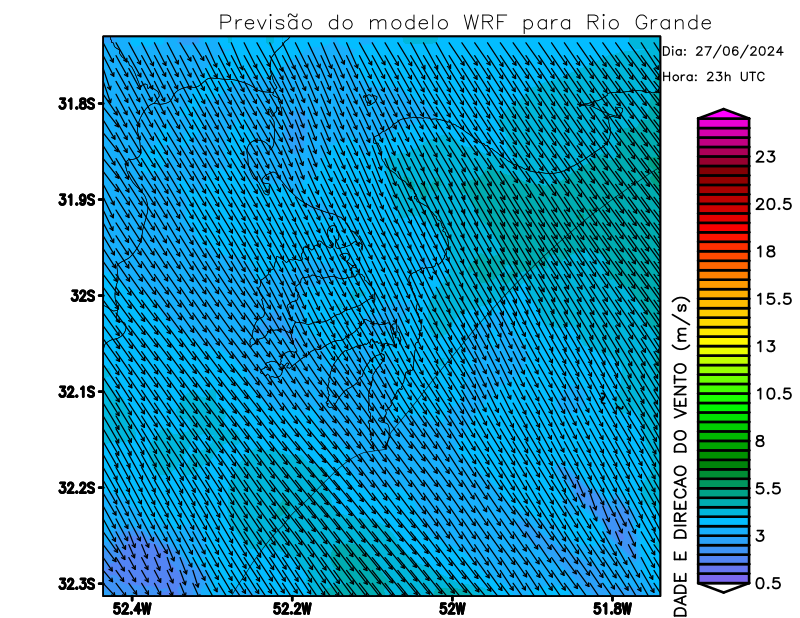 Previsão do modelo WRF para Rio Grande
Dia: 27/06/2024
Hora: 23h UTC
31.8S
31.9S
32S
32.1S
32.2S
32.3S
52.4W
52.2W
52W
51.8W
23
20.5
18
15.5
13
10.5
8
5.5
3
0.5
DADE E DIRECAO DO VENTO (m/s)